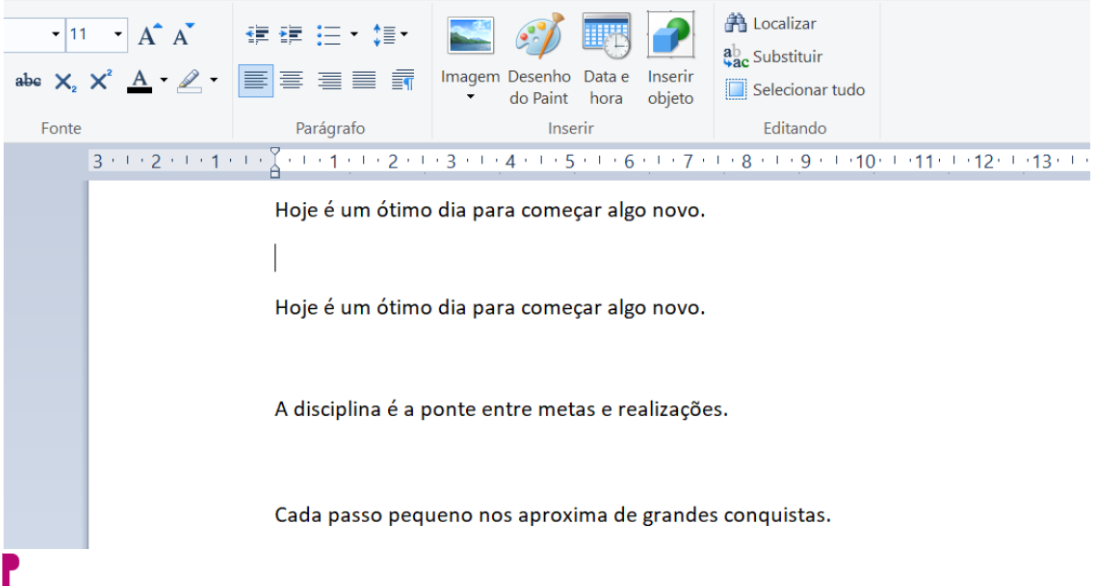 11 A A
abc X₂ X² A
Imagem Desenho do Paint Data e hora Inserir objeto
Localizar
Substituir
Selecionar tudo
Fonte Parágrafo Inserir Editando
3 2 1 1 2 3 4 5 6 7 8 9 10 11 12 13
Hoje é um ótimo dia para começar algo novo.
Hoje é um ótimo dia para começar algo novo.
A disciplina é a ponte entre metas e realizações.
Cada passo pequeno nos aproxima de grandes conquistas.